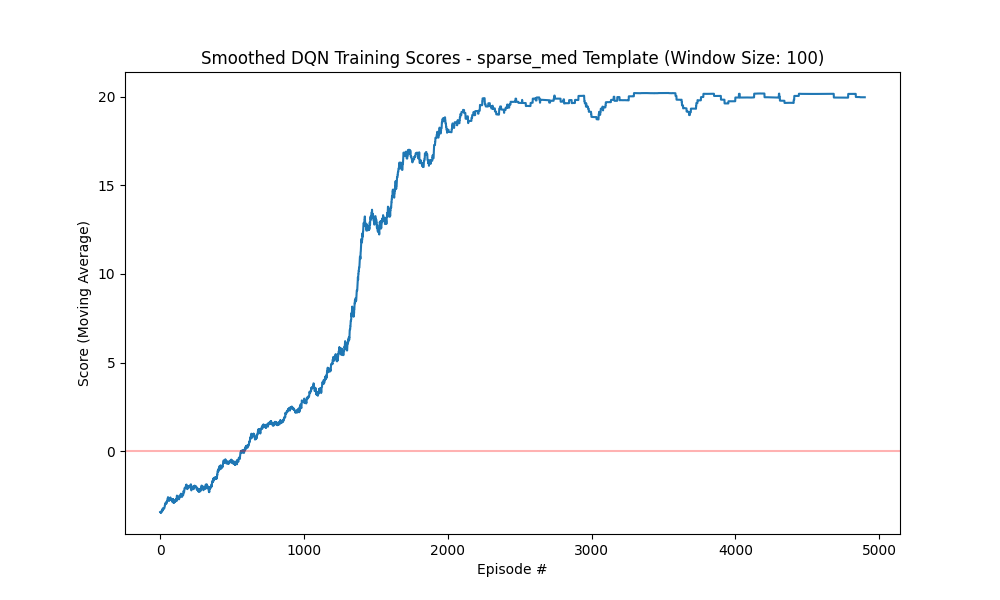 Smoothed DQN Training Scores - sparse_med Template (Window Size: 100)
20
15
10
5
0
Score (Moving Average)
0 1000 2000 3000 4000 5000
Episode #